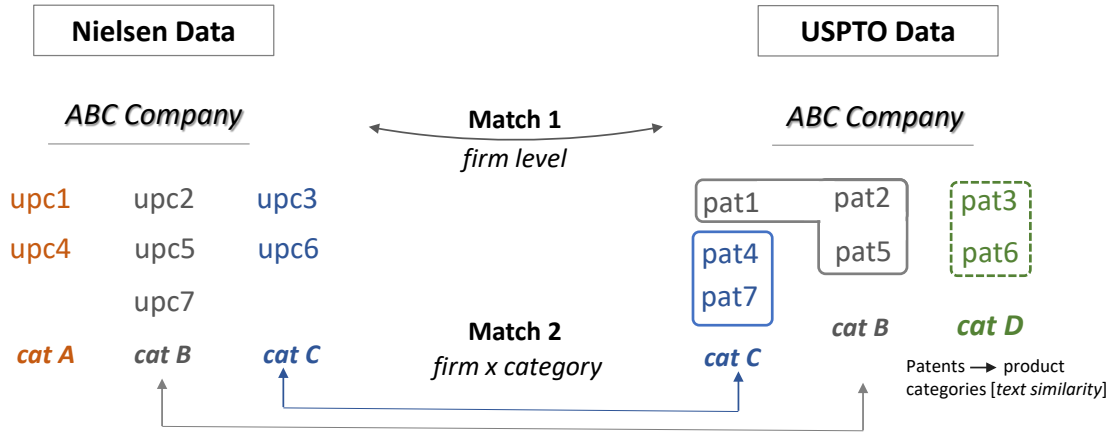 Nielsen Data
USPTO Data
ABC Company
Match 1
ABC Company
firm level
upc1 upc2 upc3
pat1 pat2 pat3
upc4 upc5 upc6
pat4 pat5 pat6
upc7
pat7
Match 2
cat B cat D
cat A cat B cat C
firm x category
cat C
Patents → product
categories [text similarity]